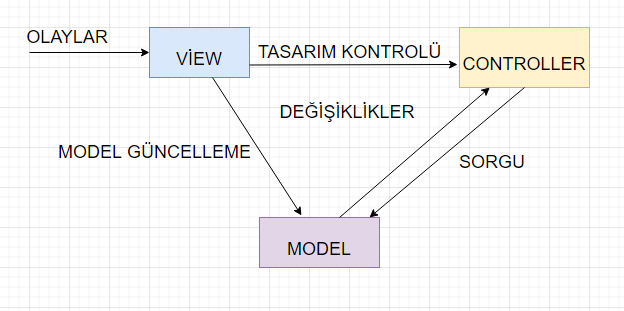 OLAYLAR
VİEW
TASARIM KONTROLÜ
CONTROLLER
DEĞİŞİKLİKLER
MODEL GÜNCELLEME
SORGU
MODEL